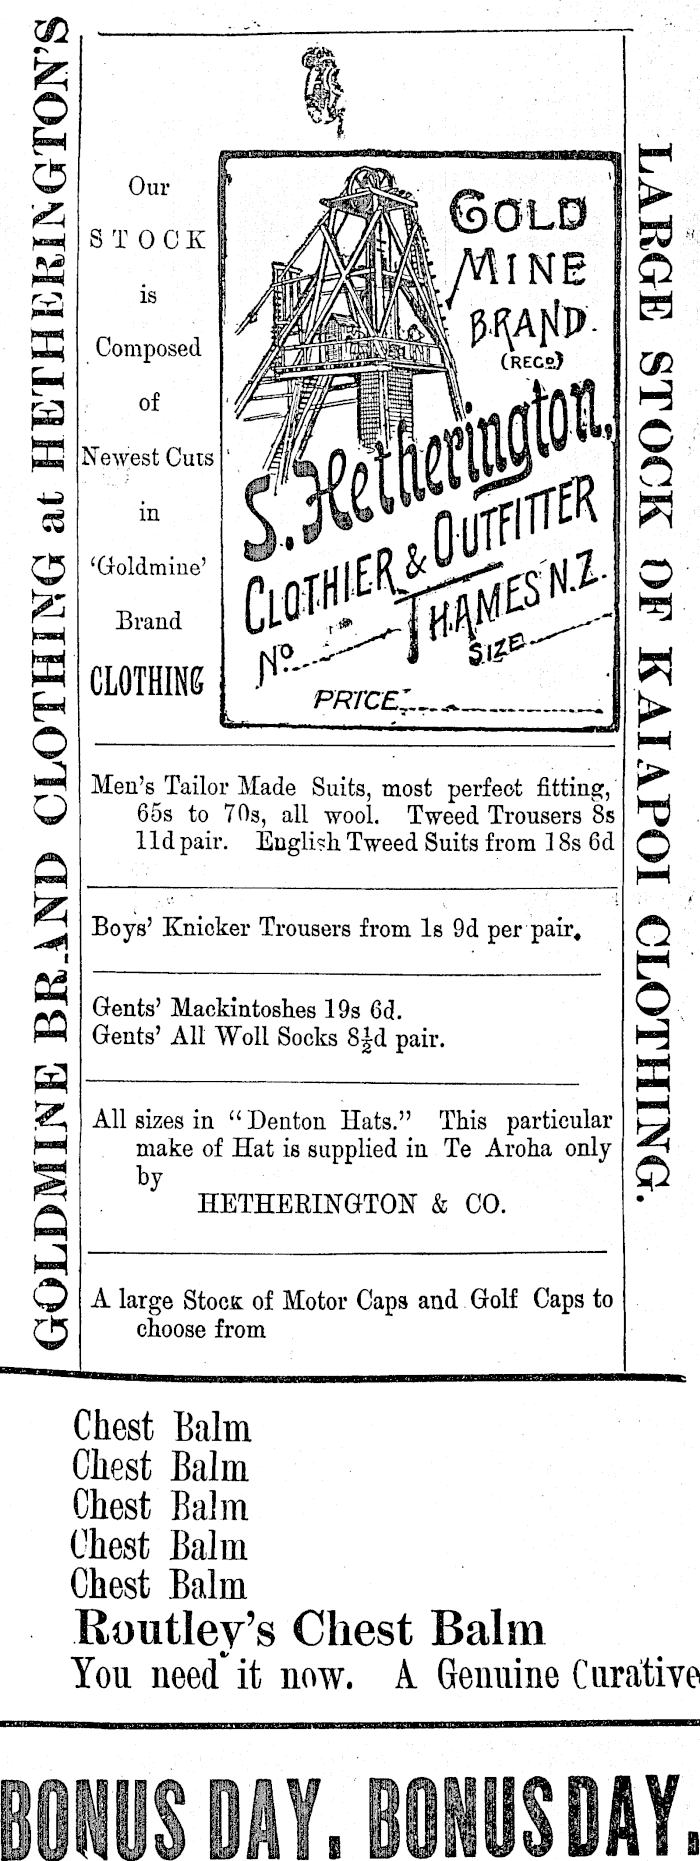 GOLDMINE BRAND CLOTHING at HETHERINGTON'S
Our
STOCK
is
Composed
of
Newest Cuts
in
'Goldmine'
Brand
CLOTHING
GOLD
MINE
BRAND.
(REGD)
S. Hetherington.
CLOTHIER & OUTFITTER
THAMES N.Z.
No
SIZE
PRICE
LARGE STOCK OF KAIAPOI CLOTHING.
Men's Tailor Made Suits, most perfect fitting,
65s to 70s, all wool. Tweed Trousers 8s
11d pair. English Tweed Suits from 18s 6d
Boys' Knicker Trousers from 1s 9d per pair.
Gents' Mackintoshes 19s 6d.
Gents' All Woll Socks 8½d pair.
All sizes in "Denton Hats." This particular
make of Hat is supplied in Te Aroha only
by
HETHERINGTON & CO.
A large Stock of Motor Caps and Golf Caps to
choose from
Chest Balm
Chest Balm
Chest Balm
Chest Balm
Chest Balm
Routley's Chest Balm
You need it now. A Genuine Curative
BONUS DAY. BONUS DAY.